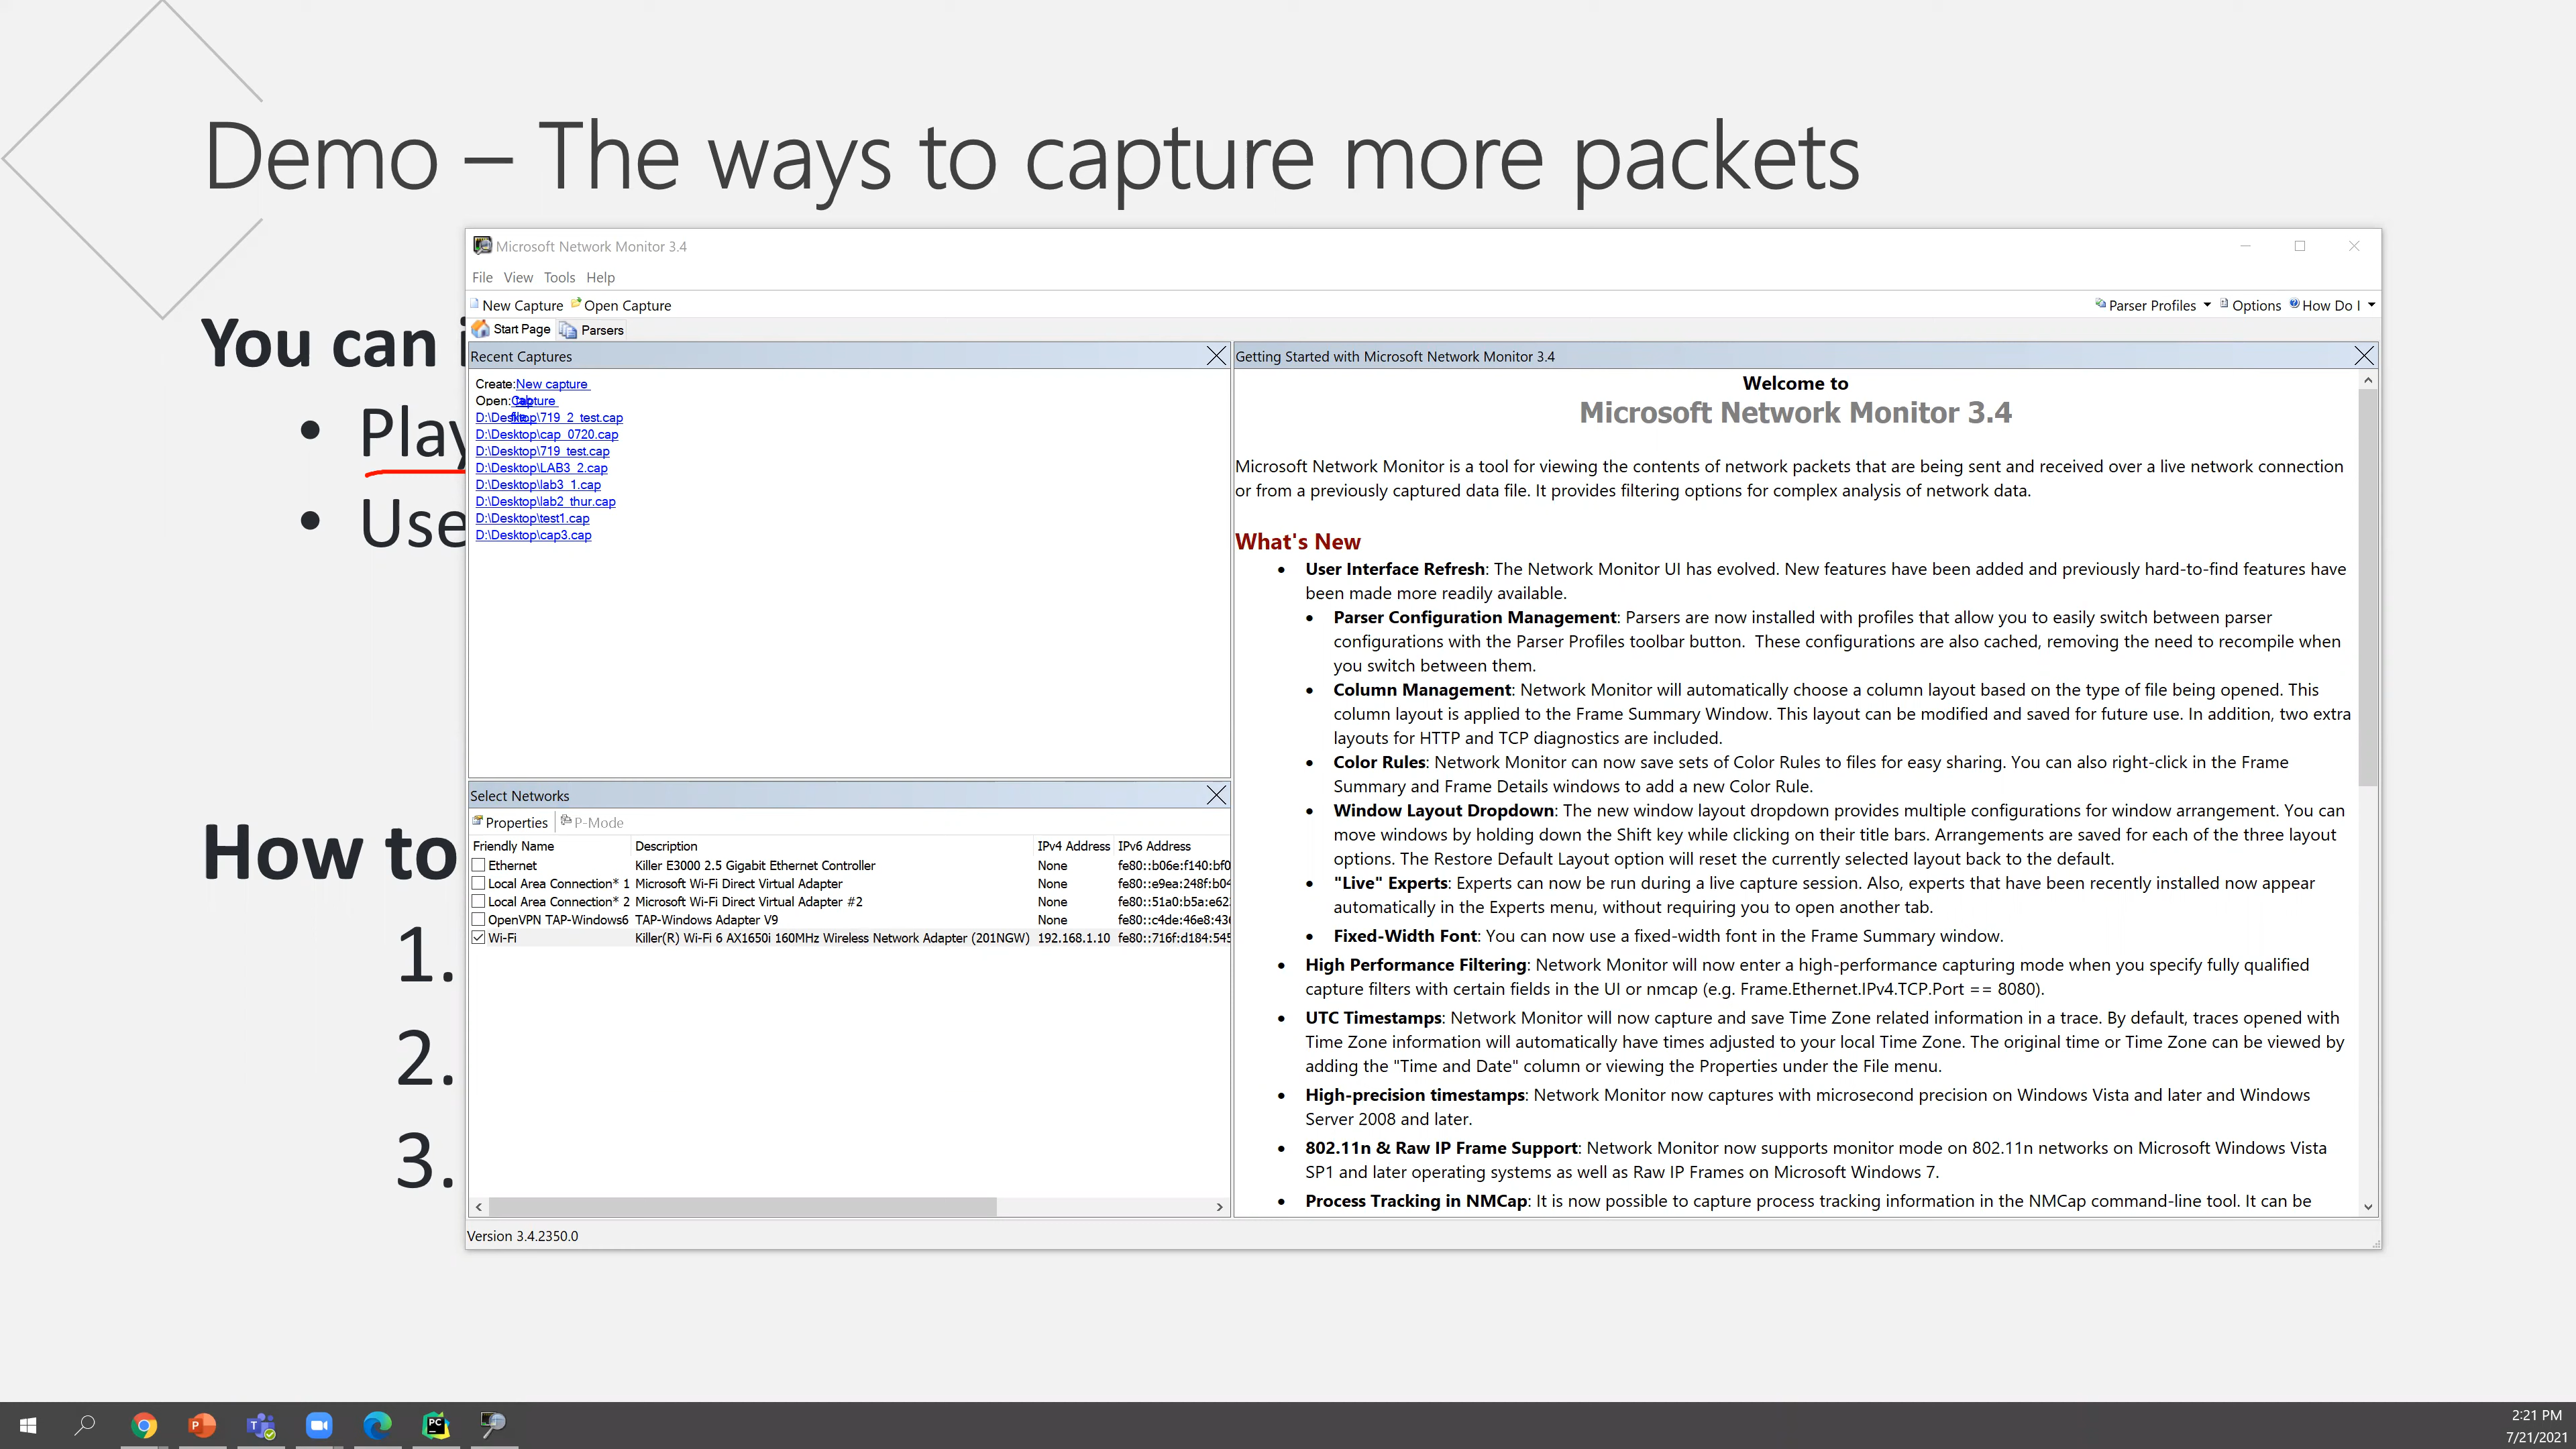 Demo – The ways to capture more packets
You can
Play
Use
How to
1.
2.
3.
Microsoft Network Monitor 3.4
File View Tools Help
New Capture Open Capture
Parser Profiles Options How Do I
Start Page Parsers
Recent Captures
Create:New capture
Open:Capture
D:\Desktop\719_2_test.cap
D:\Desktop\cap_0720.cap
D:\Desktop\719_test.cap
D:\Desktop\LAB3_2.cap
D:\Desktop\lab3_1.cap
D:\Desktop\lab2_thur.cap
D:\Desktop\test1.cap
D:\Desktop\cap3.cap
Select Networks
Properties P-Mode
Friendly Name Description IPv4 Address IPv6 Address
Ethernet Killer E3000 2.5 Gigabit Ethernet Controller None fe80::b06e:f140:bf0
Local Area Connection* 1 Microsoft Wi-Fi Direct Virtual Adapter None fe80::e9ea:248f:b04
Local Area Connection* 2 Microsoft Wi-Fi Direct Virtual Adapter #2 None fe80::51a0:b5a:e62
OpenVPN TAP-Windows6 TAP-Windows Adapter V9 None fe80::c4de:46e8:436
Wi-Fi Killer(R) Wi-Fi 6 AX1650i 160MHz Wireless Network Adapter (201NGW) 192.168.1.10 fe80::716f:d184:545
Version 3.4.2350.0
Getting Started with Microsoft Network Monitor 3.4
Welcome to
Microsoft Network Monitor 3.4
Microsoft Network Monitor is a tool for viewing the contents of network packets that are being sent and received over a live network connection
or from a previously captured data file. It provides filtering options for complex analysis of network data.
What's New
User Interface Refresh: The Network Monitor UI has evolved. New features have been added and previously hard-to-find features have
been made more readily available.
Parser Configuration Management: Parsers are now installed with profiles that allow you to easily switch between parser
configurations with the Parser Profiles toolbar button. These configurations are also cached, removing the need to recompile when
you switch between them.
Column Management: Network Monitor will automatically choose a column layout based on the type of file being opened. This
column layout is applied to the Frame Summary Window. This layout can be modified and saved for future use. In addition, two extra
layouts for HTTP and TCP diagnostics are included.
Color Rules: Network Monitor can now save sets of Color Rules to files for easy sharing. You can also right-click in the Frame
Summary and Frame Details windows to add a new Color Rule.
Window Layout Dropdown: The new window layout dropdown provides multiple configurations for window arrangement. You can
move windows by holding down the Shift key while clicking on their title bars. Arrangements are saved for each of the three layout
options. The Restore Default Layout option will reset the currently selected layout back to the default.
"Live" Experts: Experts can now be run during a live capture session. Also, experts that have been recently installed now appear
automatically in the Experts menu, without requiring you to open another tab.
Fixed-Width Font: You can now use a fixed-width font in the Frame Summary window.
High Performance Filtering: Network Monitor will now enter a high-performance capturing mode when you specify fully qualified
capture filters with certain fields in the UI or nmcap (e.g. Frame.Ethernet.IPv4.TCP.Port == 8080).
UTC Timestamps: Network Monitor will now capture and save Time Zone related information in a trace. By default, traces opened with
Time Zone information will automatically have times adjusted to your local Time Zone. The original time or Time Zone can be viewed by
adding the "Time and Date" column or viewing the Properties under the File menu.
High-precision timestamps: Network Monitor now captures with microsecond precision on Windows Vista and later and Windows
Server 2008 and later.
802.11n & Raw IP Frame Support: Network Monitor now supports monitor mode on 802.11n networks on Microsoft Windows Vista
SP1 and later operating systems as well as Raw IP Frames on Microsoft Windows 7.
Process Tracking in NMCap: It is now possible to capture process tracking information in the NMCap command-line tool. It can be
2:21 PM
7/21/2021